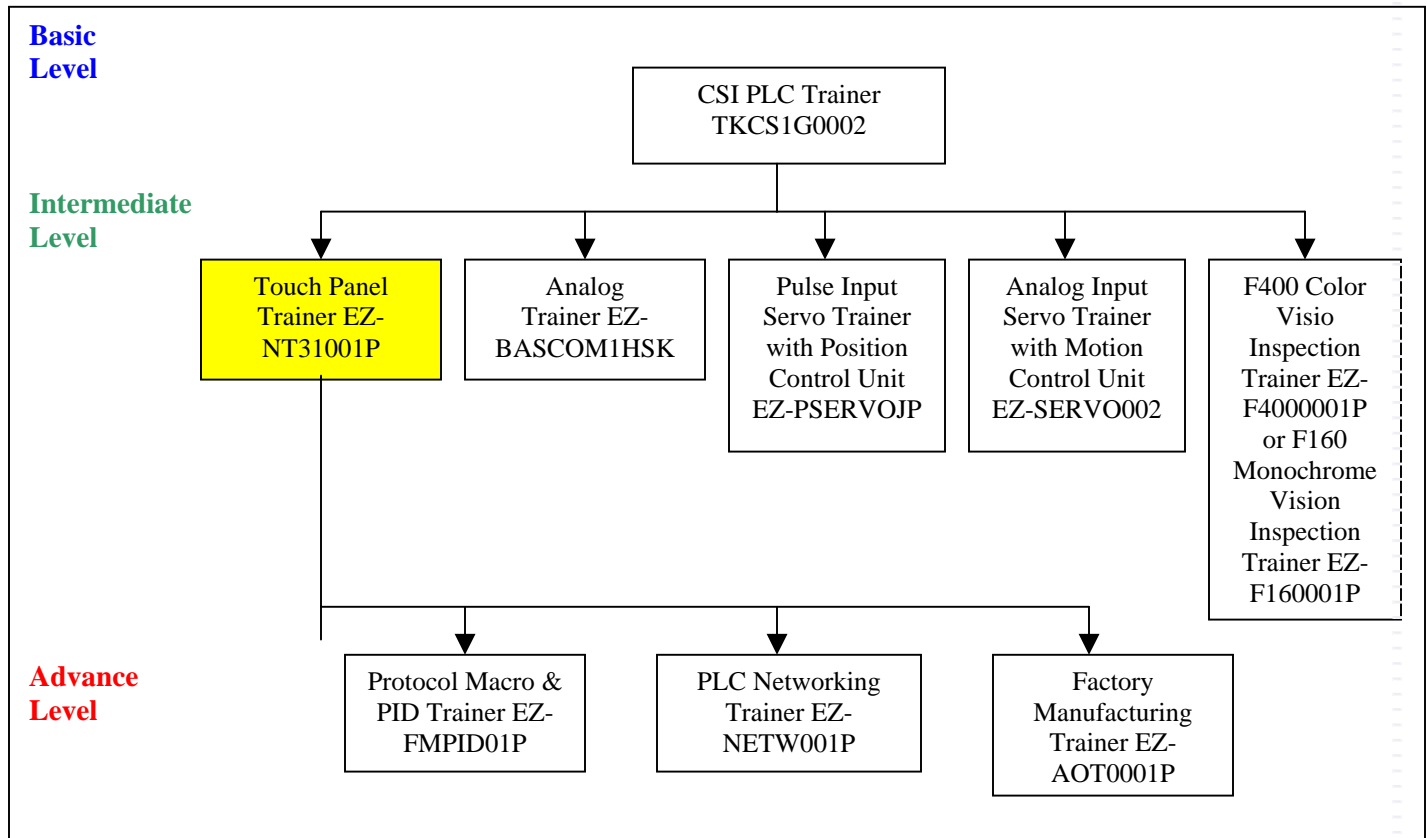 Basic
Level
CSI PLC Trainer
TKCS1G0002
Intermediate
Level
Touch Panel
Trainer EZ-
NT31001P
Analog
Trainer EZ-
BASCOM1HSK
Pulse Input
Servo Trainer
with Position
Control Unit
EZ-PSERVOJP
Analog Input
Servo Trainer
with Motion
Control Unit
EZ-SERVO002
F400 Color
Visio
Inspection
Trainer EZ-
F4000001P
or F160
Monochrome
Vision
Inspection
Trainer EZ-
F160001P
Advance
Level
Protocol Macro &
PID Trainer EZ-
FMPID01P
PLC Networking
Trainer EZ-
NETW001P
Factory
Manufacturing
Trainer EZ-
AOT0001P